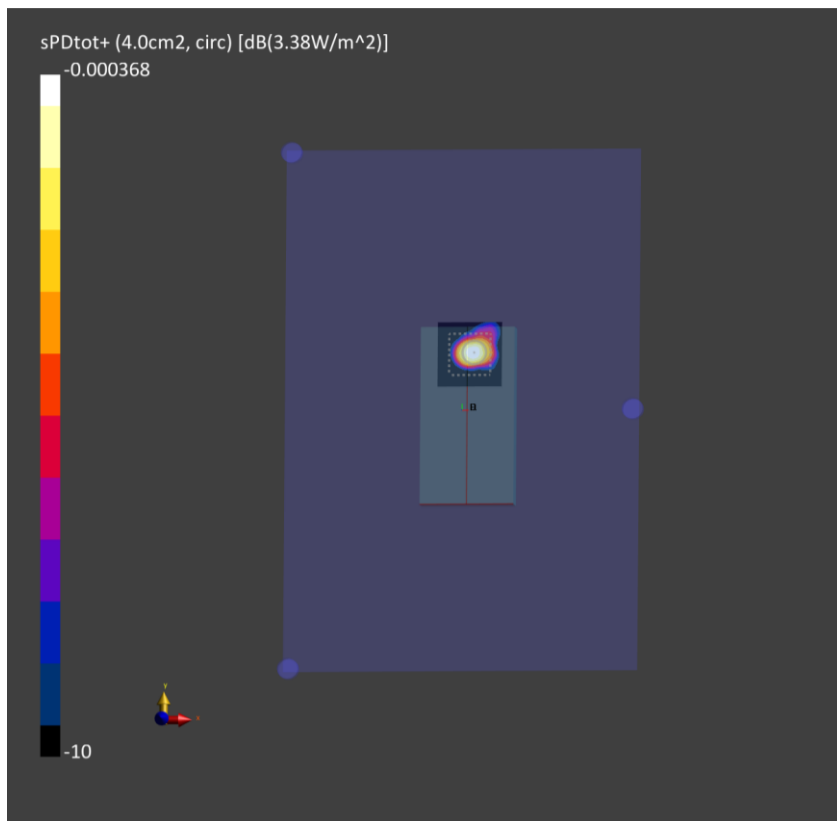 sPDtot+ (4.0cm2, circ) [dB(3.38W/m^2)]
-0.000368
-10
y
x